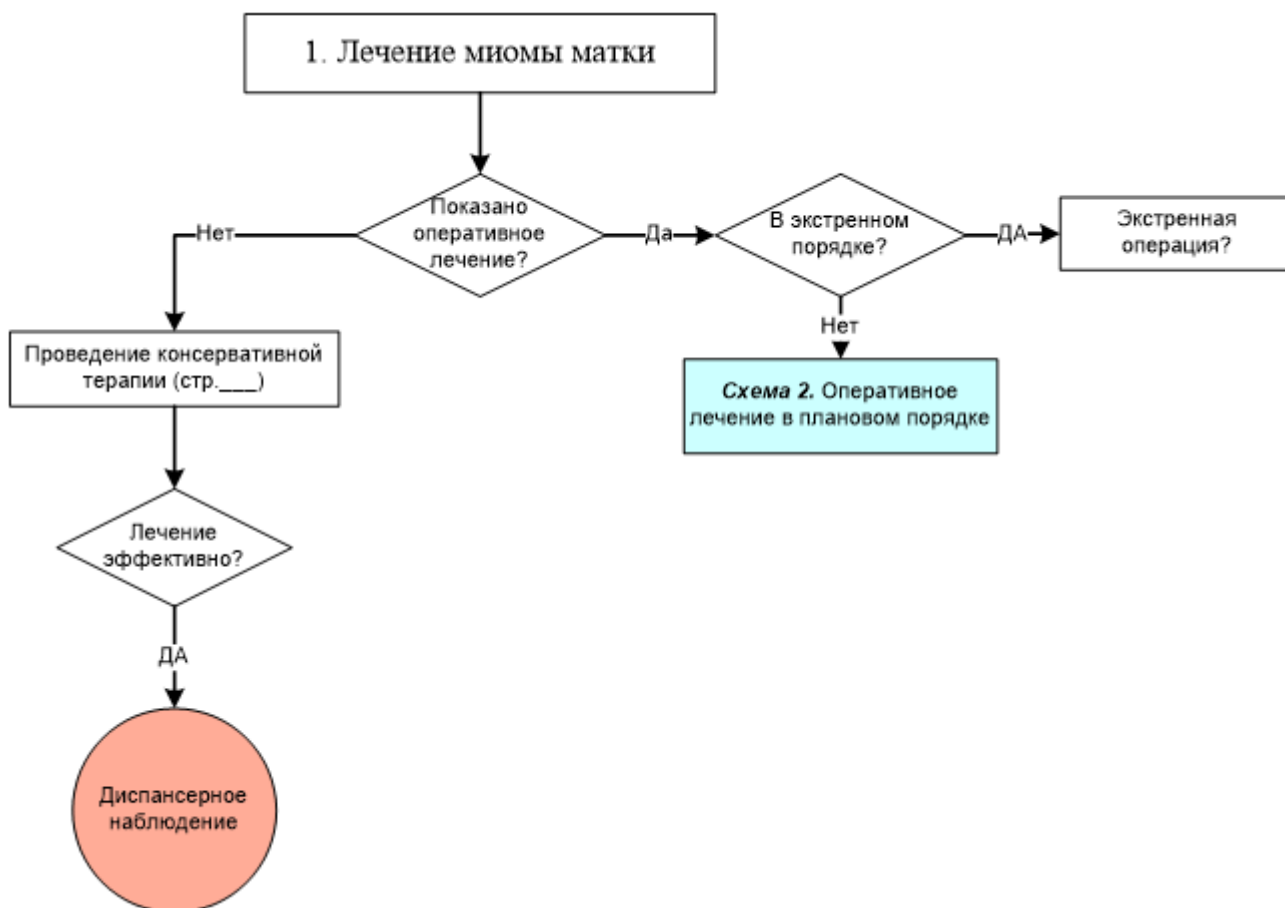 1. Лечение миомы матки
Показано
оперативное
лечение?
Нет
Да
В экстренном
порядке?
ДА
Экстренная
операция?
Нет
Схема 2. Оперативное
лечение в плановом порядке
Проведение консервативной
терапии (стр.___)
Лечение
эффективно?
ДА
Диспансерное
наблюдение